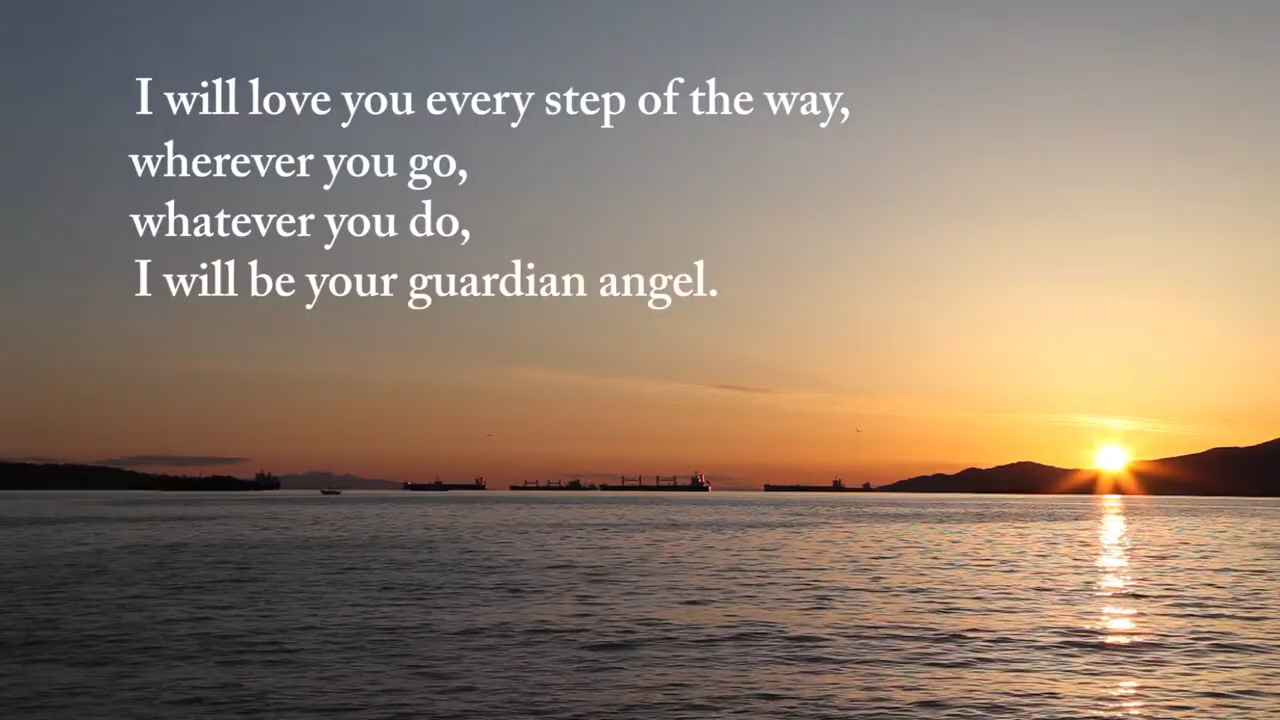 I will love you every step of the way,
wherever you go,
whatever you do,
I will be your guardian angel.